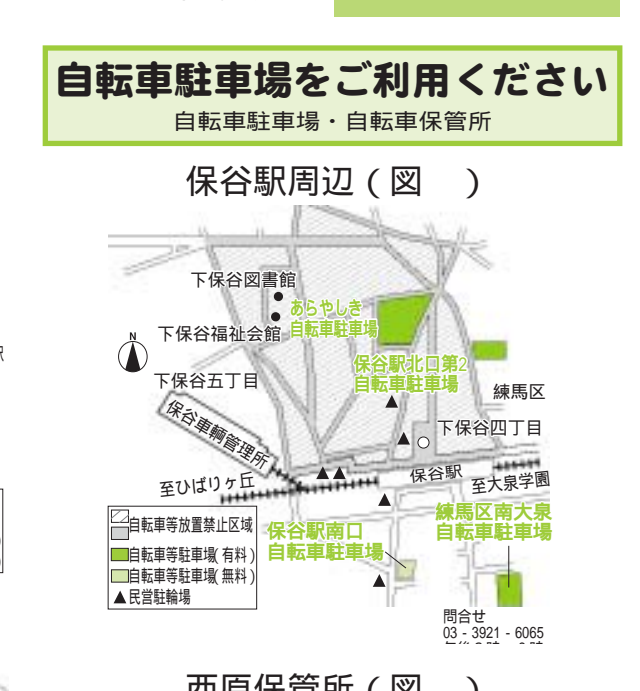 自転車駐車場をご利用ください
自転車駐車場・自転車保管所
保谷駅周辺(図　)
下保谷図書館
あらやしき
自転車駐車場
下保谷福祉会館
N
保谷駅北口第2
自転車駐車場
下保谷五丁目
練馬区
保谷車輌管理所
下保谷四丁目
保谷駅
至ひばりヶ丘
至大泉学園
自転車等放置禁止区域
自転車等駐車場(有料)
自転車等駐車場(無料)
▲民営駐輪場
保谷駅南口
自転車駐車場
練馬区南大泉
自転車駐車場
問合せ
03-3921-6065
西原保管所(図　)